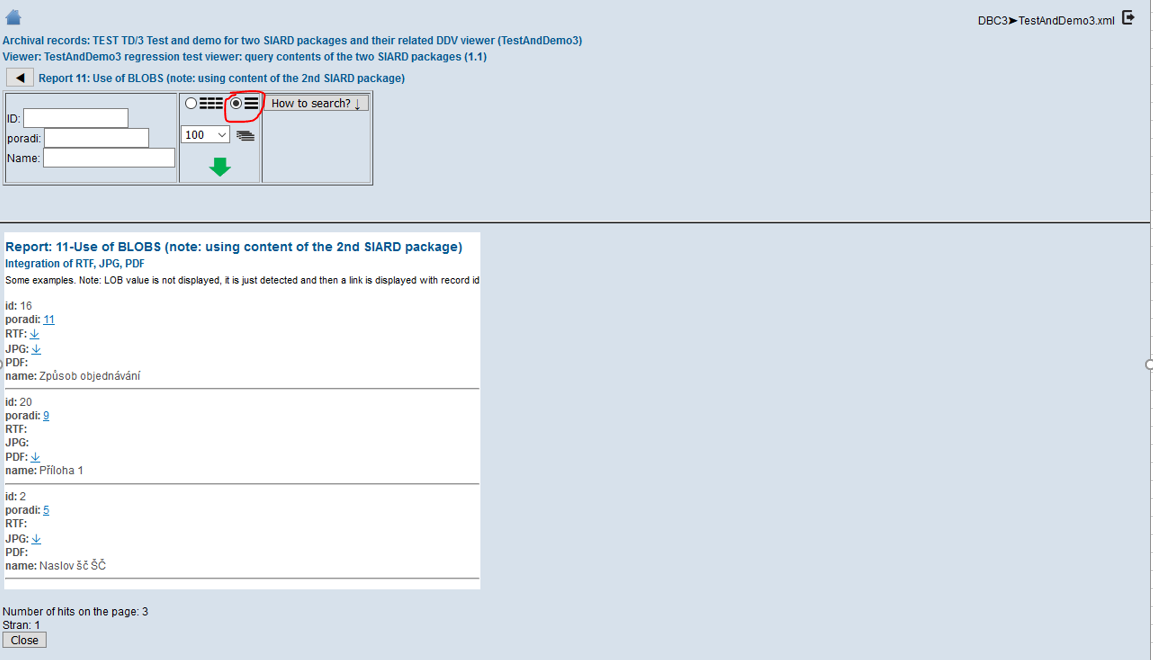 DBC3➤TestAndDemo3.xml
Archival records: TEST TD/3 Test and demo for two SIARD packages and their related DDV viewer (TestAndDemo3)
Viewer: TestAndDemo3 regression test viewer: query contents of the two SIARD packages (1.1)
Report 11: Use of BLOBS (note: using content of the 2nd SIARD package)
ID:
poradi:
Name:
100
How to search? ↓
Report: 11-Use of BLOBS (note: using content of the 2nd SIARD package)
Integration of RTF, JPG, PDF
Some examples. Note: LOB value is not displayed, it is just detected and then a link is displayed with record id
id: 16
poradi: 11
RTF: ↓
JPG: ↓
PDF:
name: Způsob objednávání
id: 20
poradi: 9
RTF:
JPG:
PDF: ↓
name: Příloha 1
id: 2
poradi: 5
RTF:
JPG: ↓
PDF:
name: Naslov šč ŠČ
Number of hits on the page: 3
Stran: 1
Close